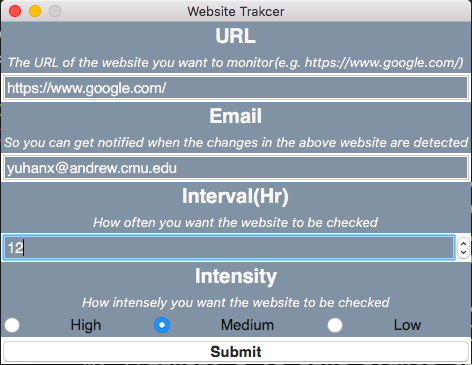 Website Trakcer
URL
The URL of the website you want to monitor(e.g. https://www.google.com/)
https://www.google.com/
Email
So you can get notified when the changes in the above website are detected
yuhanx@andrew.cmu.edu
Interval(Hr)
How often you want the website to be checked
12
Intensity
How intensely you want the website to be checked
High Medium Low
Submit